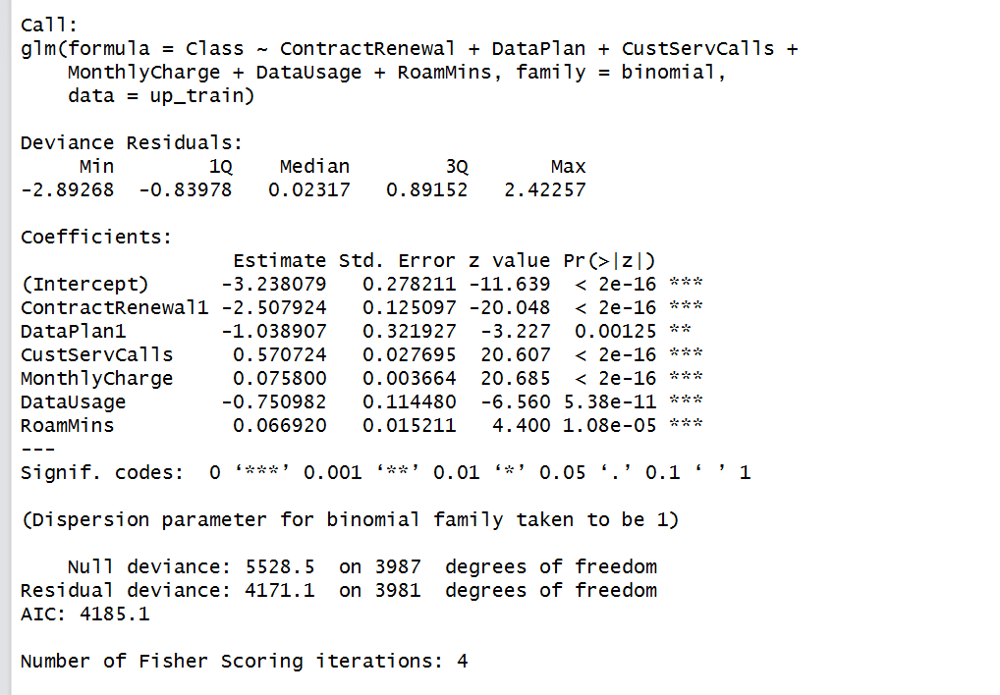 Call:
glm(formula = Class ~ ContractRenewal + DataPlan + CustServCalls +
    MonthlyCharge + DataUsage + RoamMins, family = binomial,
    data = up_train)

Deviance Residuals:
     Min        1Q    Median        3Q       Max
-2.89268  -0.83978   0.02317   0.89152   2.42257

Coefficients:
                  Estimate Std. Error z value Pr(>|z|)
(Intercept)      -3.238079   0.278211 -11.639  < 2e-16 ***
ContractRenewal1 -2.507924   0.125097 -20.048  < 2e-16 ***
DataPlan1        -1.038907   0.321927  -3.227  0.00125 **
CustServCalls     0.570724   0.027695  20.607  < 2e-16 ***
MonthlyCharge     0.075800   0.003664  20.685  < 2e-16 ***
DataUsage        -0.750982   0.114480  -6.560 5.38e-11 ***
RoamMins          0.066920   0.015211   4.400 1.08e-05 ***
---
Signif. codes:  0 ‘***’ 0.001 ‘**’ 0.01 ‘*’ 0.05 ‘.’ 0.1 ‘ ’ 1

(Dispersion parameter for binomial family taken to be 1)

    Null deviance: 5528.5  on 3987  degrees of freedom
Residual deviance: 4171.1  on 3981  degrees of freedom
AIC: 4185.1

Number of Fisher Scoring iterations: 4